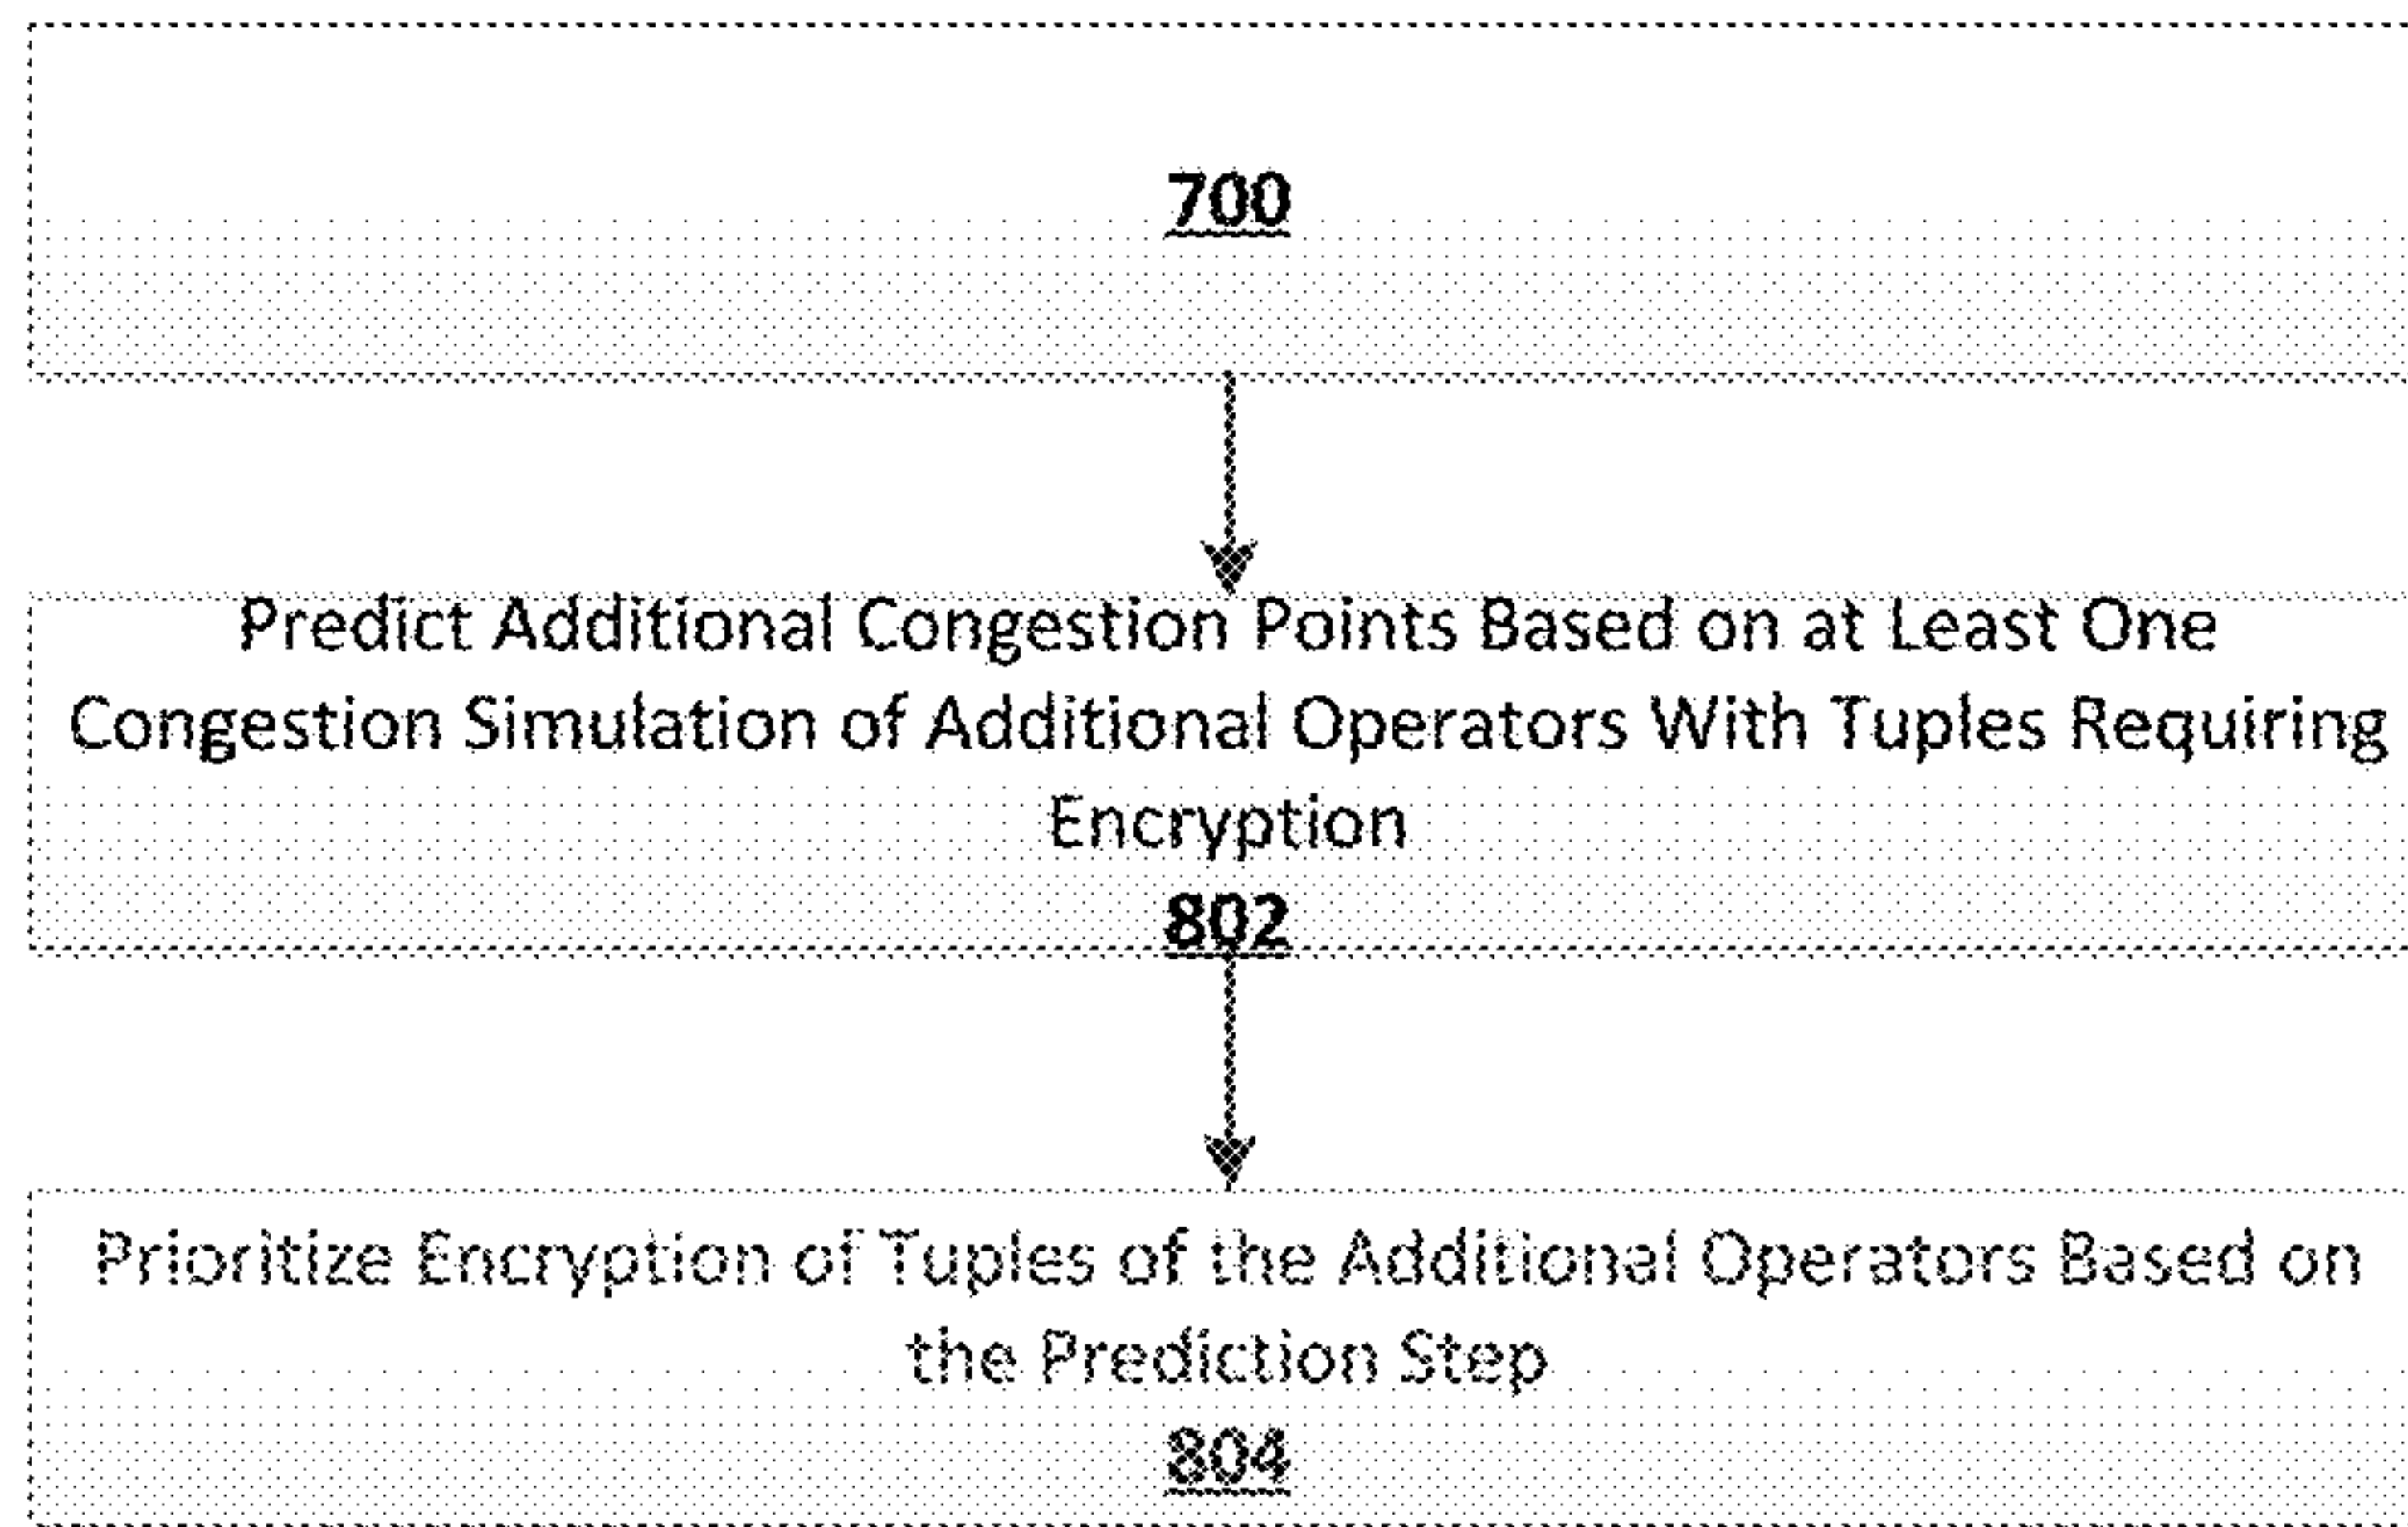 700
Predict Additional Congestion Points Based on at Least One
Congestion Simulation of Additional Operators With Tuples Requiring
Encryption
802
Prioritize Encryption of Tuples of the Additional Operators Based on
the Prediction Step
804